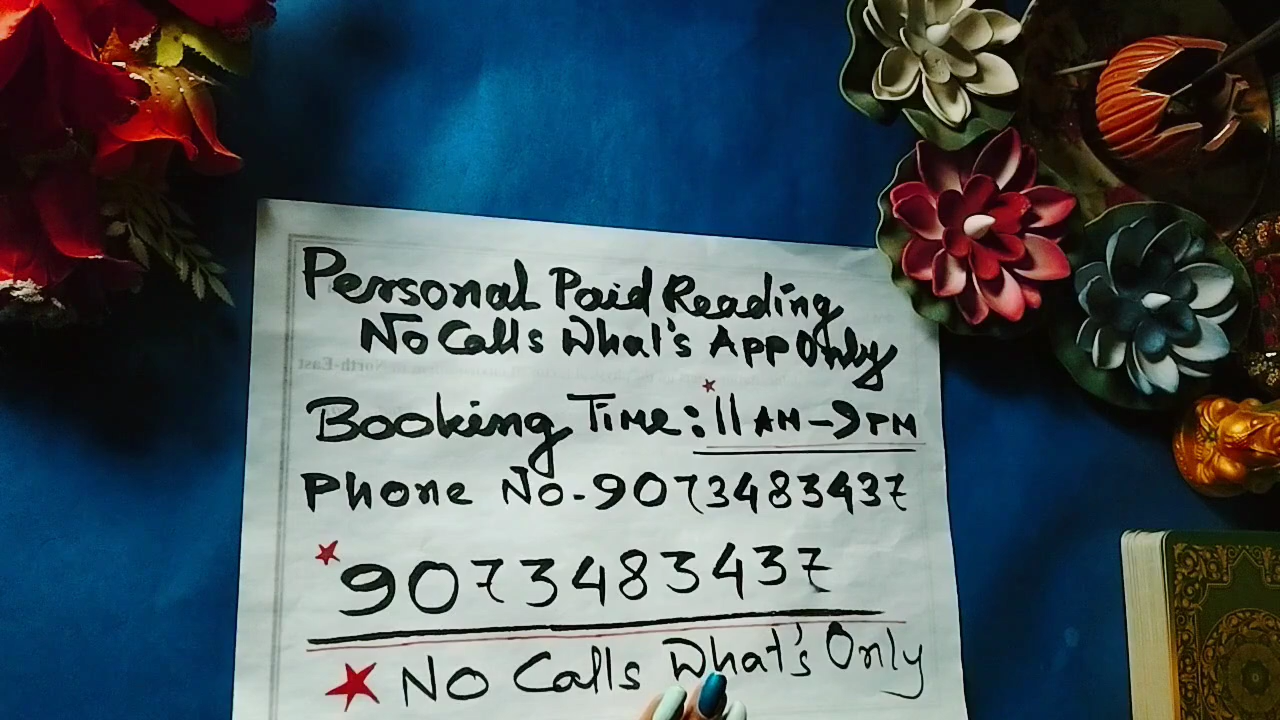 Personal Paid Reading
No Calls What's App Only
Booking Time: 11 AM - 9 PM
Phone No - 9073483437
9073483437
No Calls What's Only